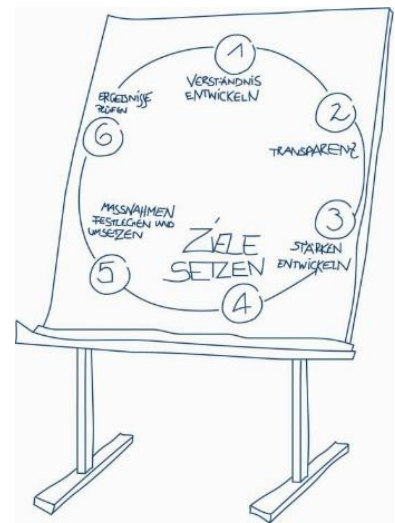 1
VERSTÄNDNIS
ENTWICKELN
2
TRANSPARENZ
3
STÄRKEN
ENTWICKELN
4
ZIELE
SETZEN
5
MASSNAHMEN
FESTLEGEN UND
UMSETZEN
6
ERGEBNISSE
PRÜFEN